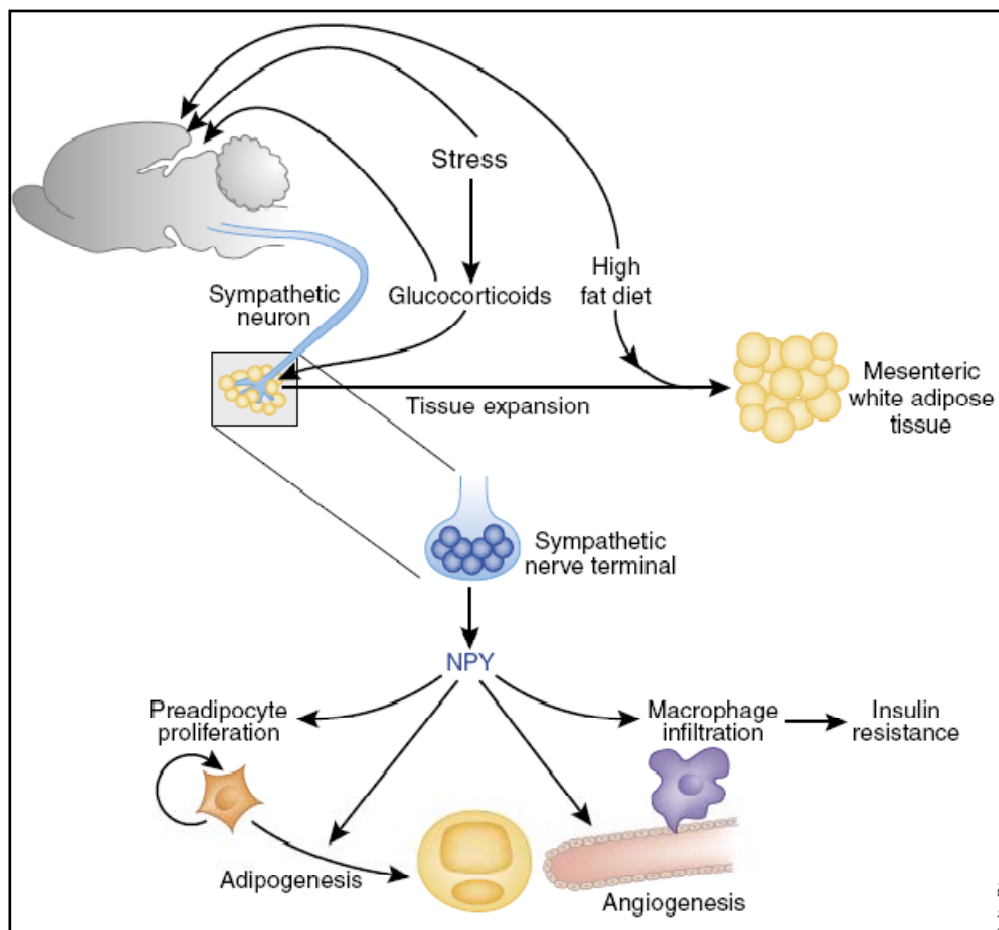 Stress
Glucocorticoids
High
fat diet
Sympathetic
neuron
Tissue expansion
Mesenteric
white adipose
tissue
Sympathetic
nerve terminal
NPY
Preadipocyte
proliferation
Macrophage
infiltration
Insulin
resistance
Adipogenesis
Angiogenesis